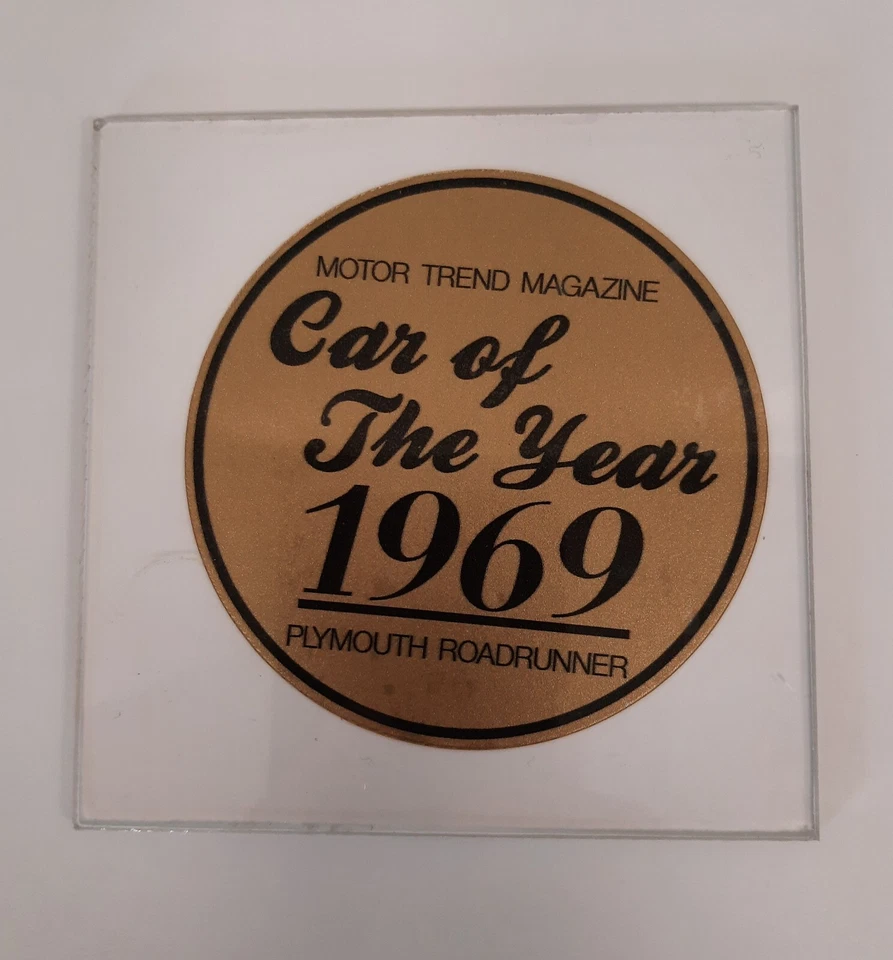 MOTOR TREND MAGAZINE
Car of
The Year
1969
PLYMOUTH ROADRUNNER